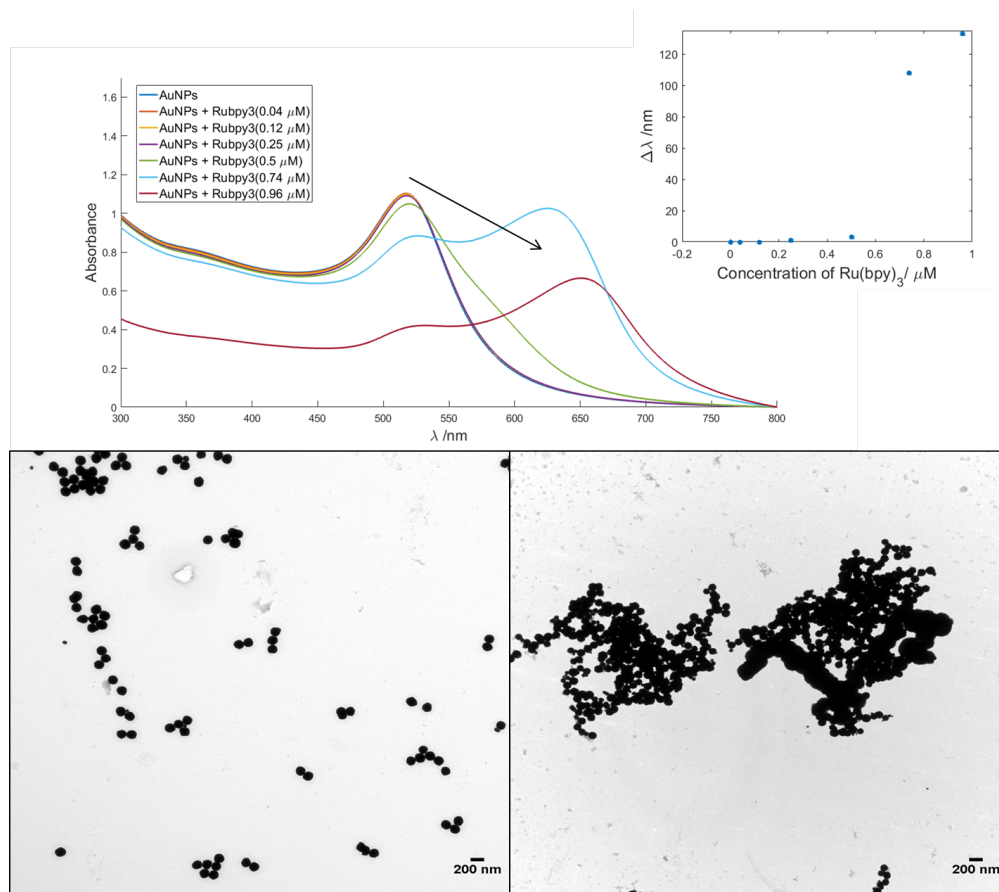 1.6
1.4
1.2
1
0.8
0.6
0.4
0.2
0
300
350
400
450
500
550
600
650
700
750
800
Absorbance
λ /nm
AuNPs
AuNPs + Rubpy3(0.04 μM)
AuNPs + Rubpy3(0.12 μM)
AuNPs + Rubpy3(0.25 μM)
AuNPs + Rubpy3(0.5 μM)
AuNPs + Rubpy3(0.74 μM)
AuNPs + Rubpy3(0.96 μM)
120
100
80
60
40
20
0
-0.2
0
0.2
0.4
0.6
0.8
1
Δλ /nm
Concentration of Ru(bpy)3/ μM
200 nm
200 nm